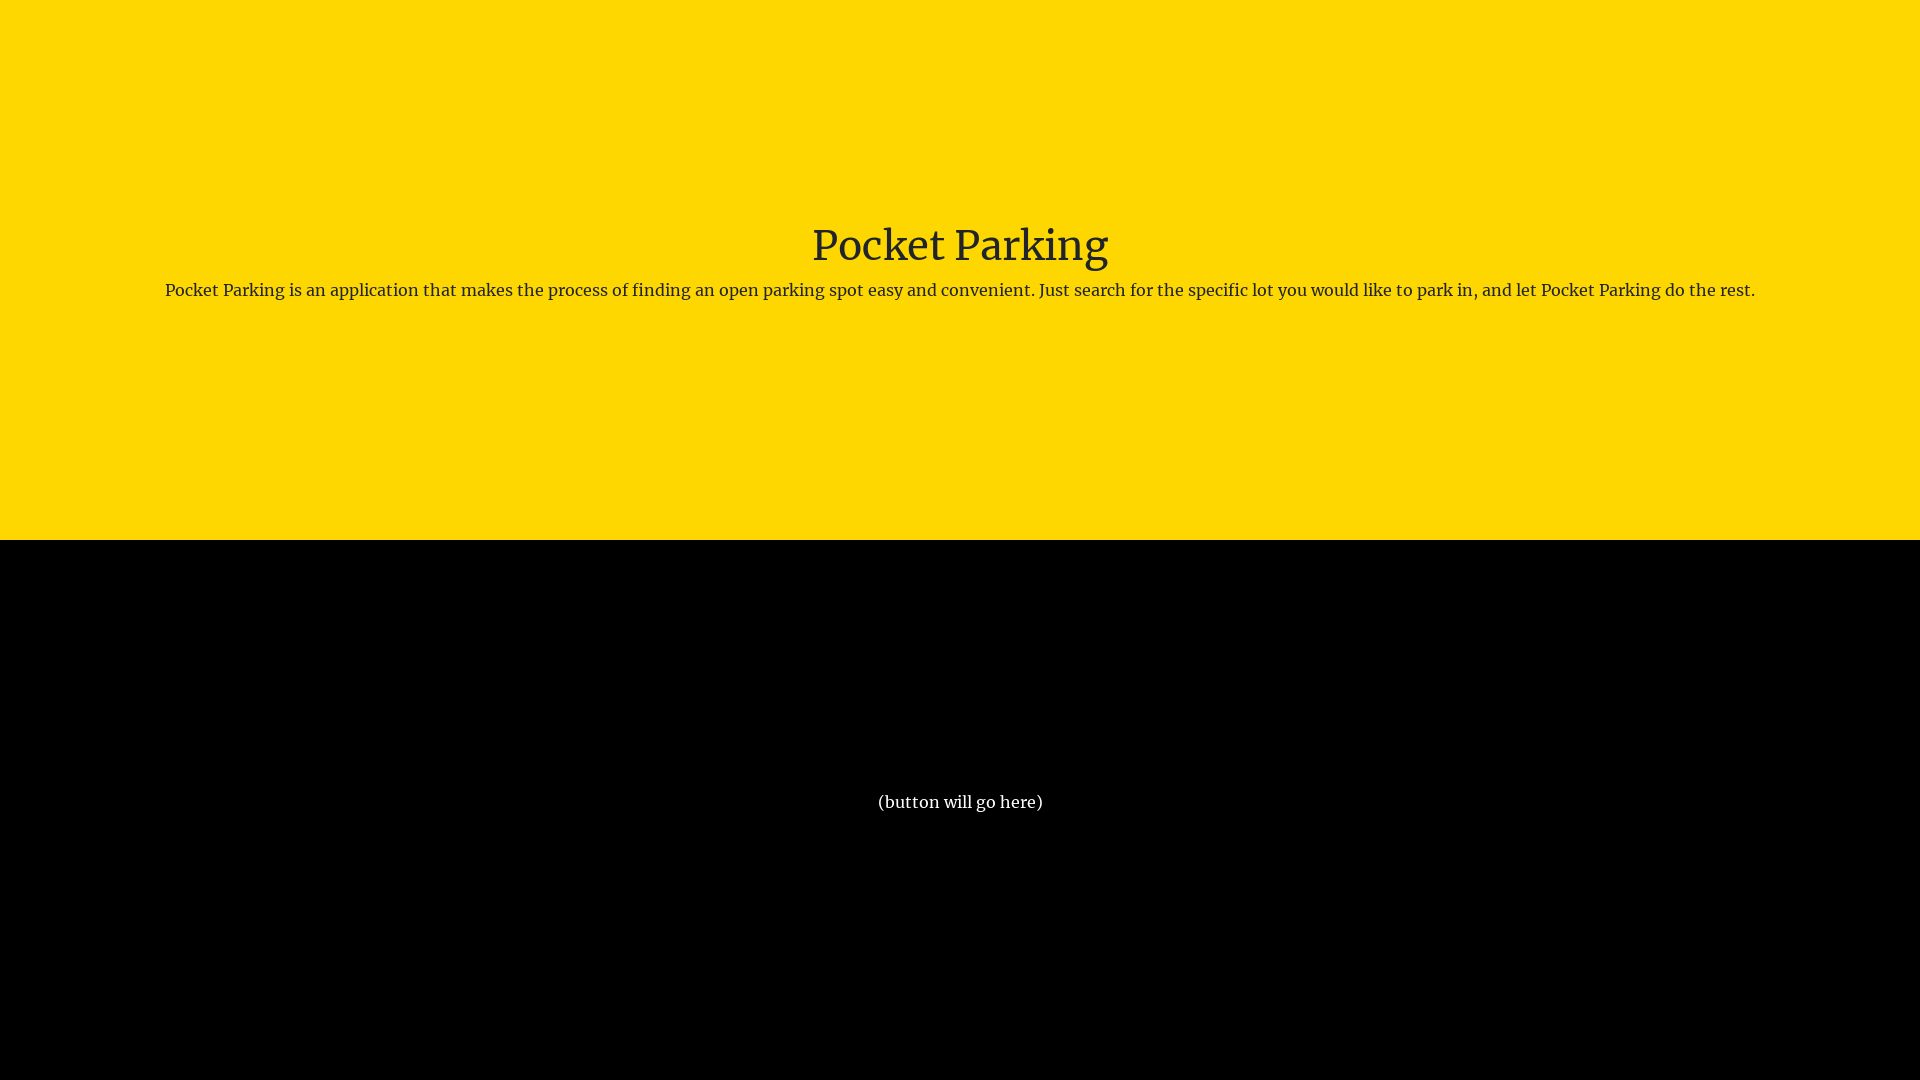 Pocket Parking
Pocket Parking is an application that makes the process of finding an open parking spot easy and convenient. Just search for the specific lot you would like to park in, and let Pocket Parking do the rest.
(button will go here)